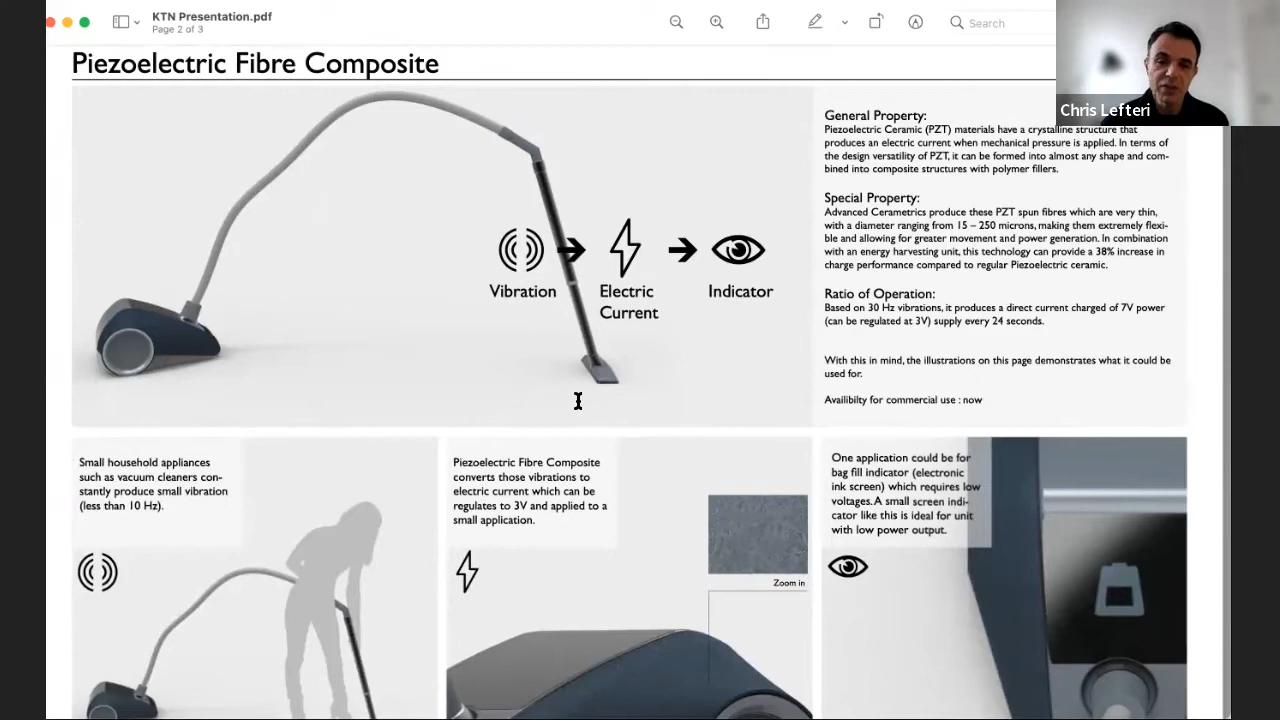 KTN Presentation.pdf
Page 2 of 3
Search
Chris Lefteri
Piezoelectric Fibre Composite
Vibration
Electric
Current
Indicator
General Property:
Piezoelectric Ceramic (PZT) materials have a crystalline structure that
produces an electric current when mechanical pressure is applied. In terms of
the design versatility of PZT, it can be formed into almost any shape and com-
bined into composite structures with polymer fillers.
Special Property:
Advanced Cerametrics produce these PZT spun fibres which are very thin,
with a diameter ranging from 15 – 250 microns, making them extremely flexi-
ble and allowing for greater movement and power generation. In combination
with an energy harvesting unit, this technology can provide a 38% increase in
charge performance compared to regular Piezoelectric ceramic.
Ratio of Operation:
Based on 30 Hz vibrations, it produces a direct current charged of 7V power
(can be regulated at 3V) supply every 24 seconds.
With this in mind, the illustrations on this page demonstrates what it could be
used for.
Availibilty for commercial use : now
Small household appliances
such as vacuum cleaners con-
stantly produce small vibration
(less than 10 Hz).
Piezoelectric Fibre Composite
converts those vibrations to
electric current which can be
regulates to 3V and applied to a
small application.
Zoom in
One application could be for
bag fill indicator (electronic
ink screen) which requires low
voltages. A small screen indi-
cator like this is ideal for unit
with low power output.